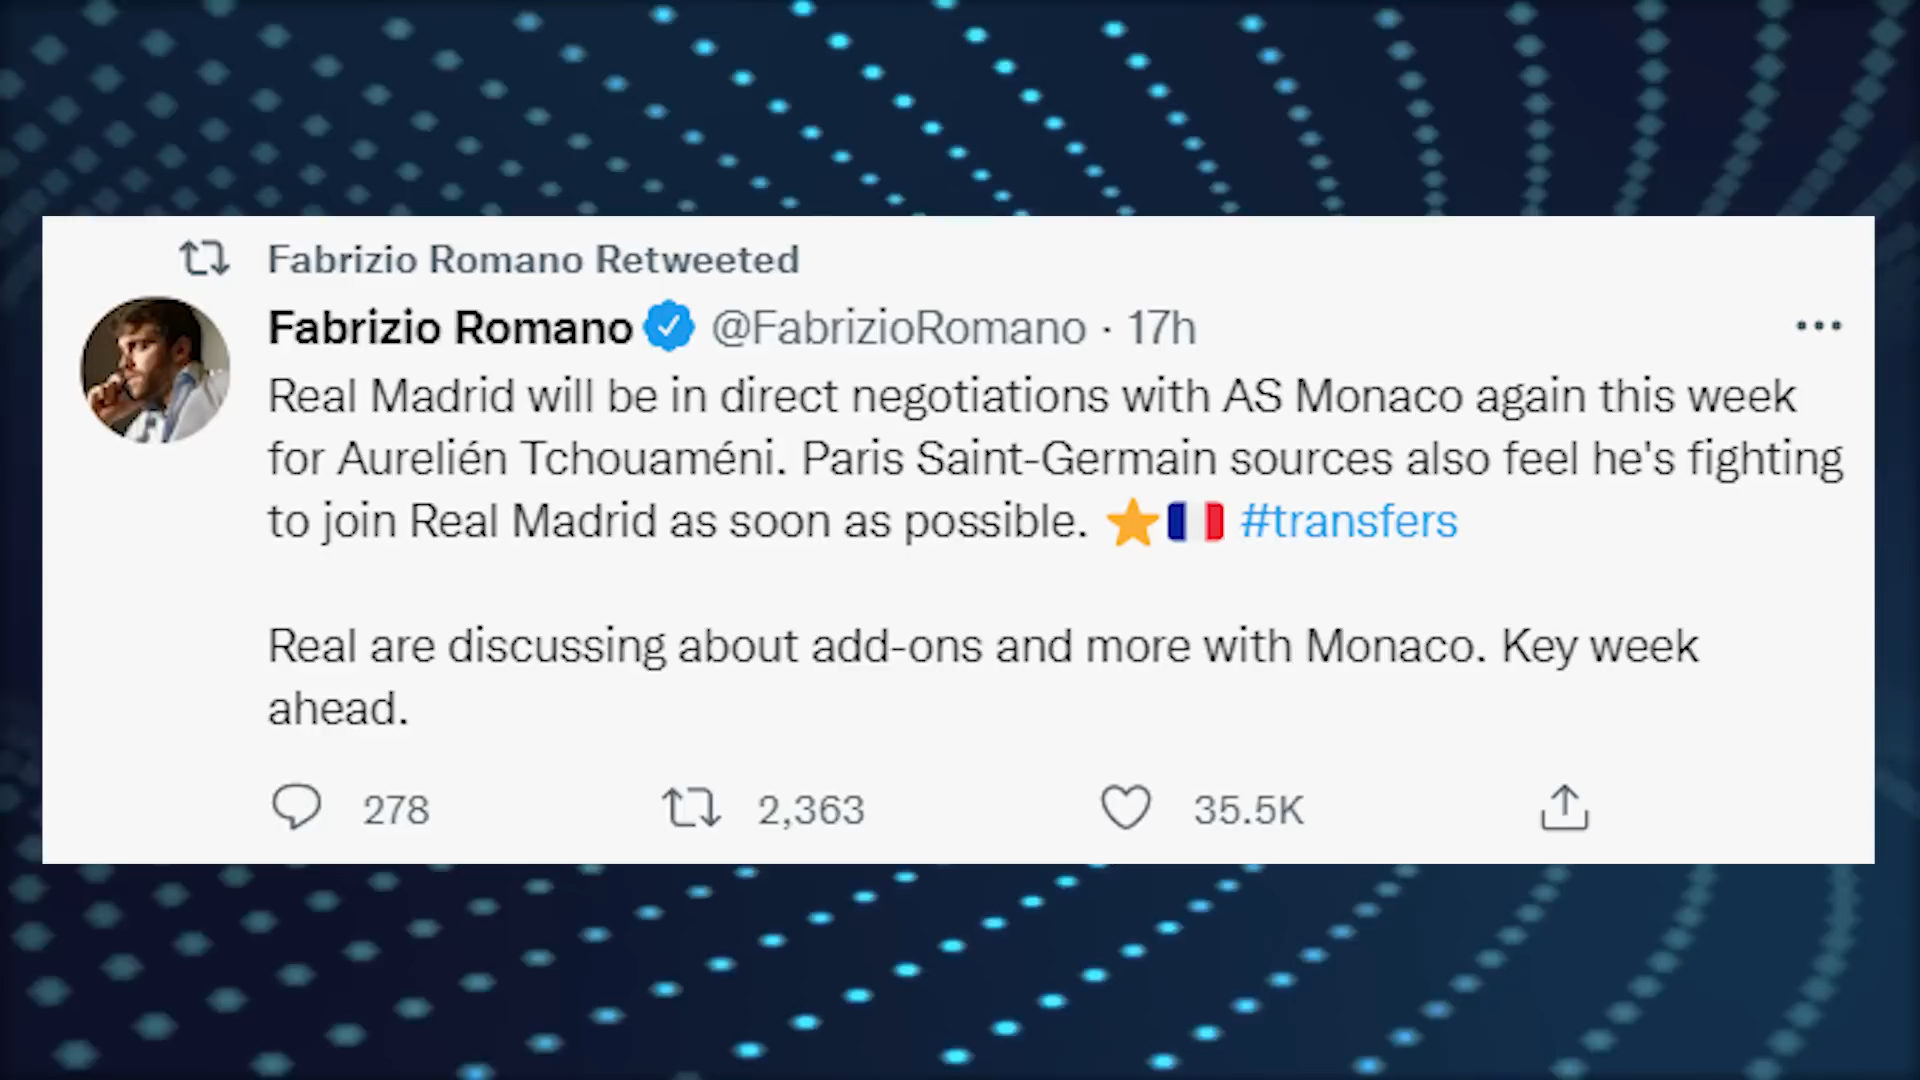 Fabrizio Romano Retweeted
Fabrizio Romano @FabrizioRomano · 17h
Real Madrid will be in direct negotiations with AS Monaco again this week
for Aurelién Tchouaméni. Paris Saint-Germain sources also feel he's fighting
to join Real Madrid as soon as possible. ⭐🇫🇷 #transfers
Real are discussing about add-ons and more with Monaco. Key week
ahead.
278 2,363 35.5K